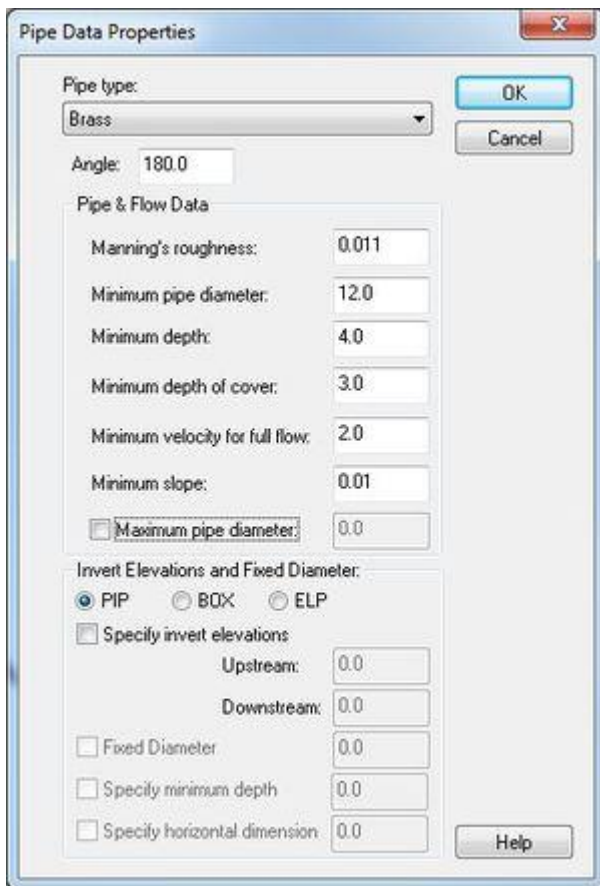 Pipe Data Properties
Pipe type:
OK
Brass
Cancel
Angle: 180.0
Pipe & Flow Data
Manning's roughness: 0.011
Minimum pipe diameter: 12.0
Minimum depth: 4.0
Minimum depth of cover: 3.0
Minimum velocity for full flow: 2.0
Minimum slope: 0.01
Maximum pipe diameter: 0.0
Invert Elevations and Fixed Diameter:
PIP BOX ELP
Specify invert elevations
Upstream: 0.0
Downstream: 0.0
Fixed Diameter 0.0
Specify minimum depth 0.0
Specify horizontal dimension 0.0
Help